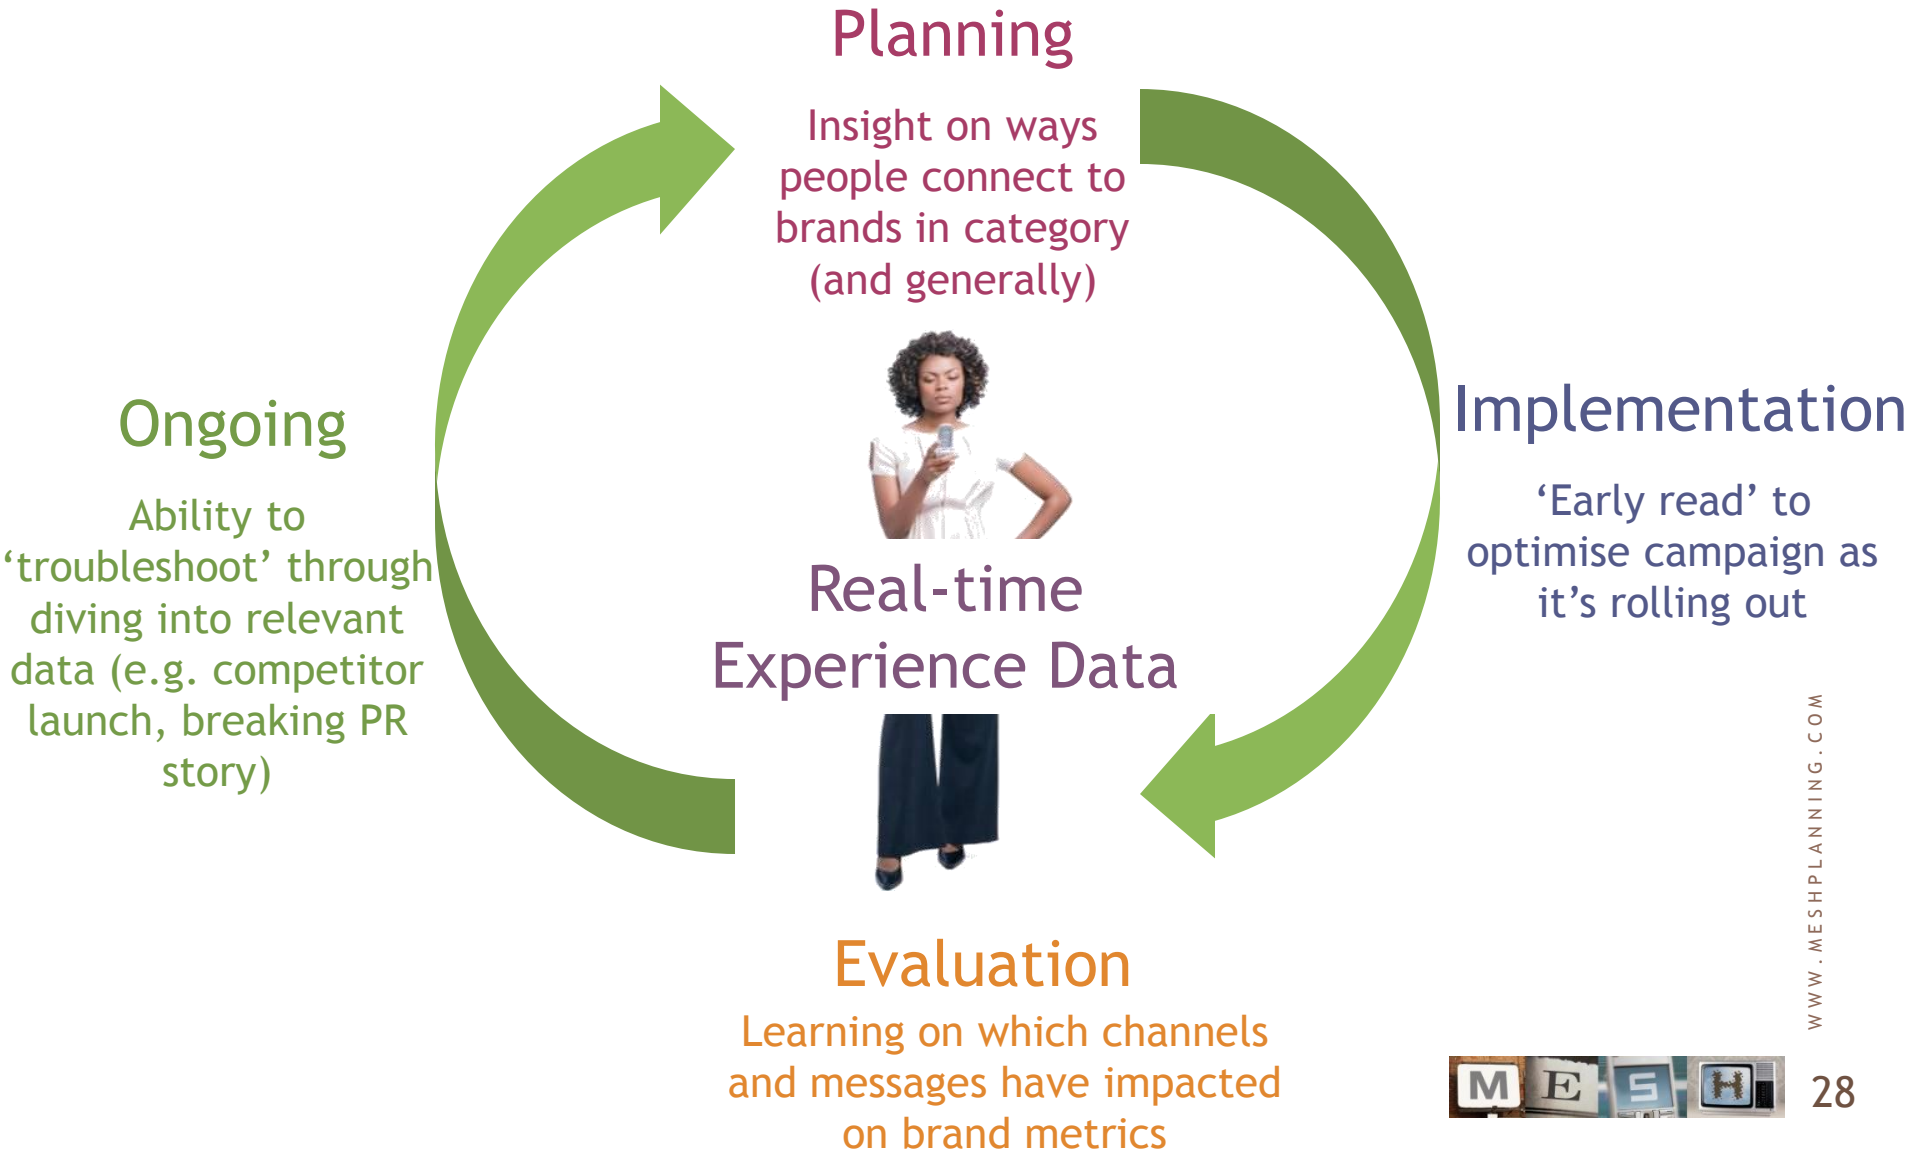 Planning
Insight on ways
people connect to
brands in category
(and generally)
Ongoing
Ability to
‘troubleshoot’ through
diving into relevant
data (e.g. competitor
launch, breaking PR
story)
Real-time
Experience Data
Implementation
‘Early read’ to
optimise campaign as
it’s rolling out
Evaluation
Learning on which channels
and messages have impacted
on brand metrics
WWW.MESHPLANNING.COM
MESH
28